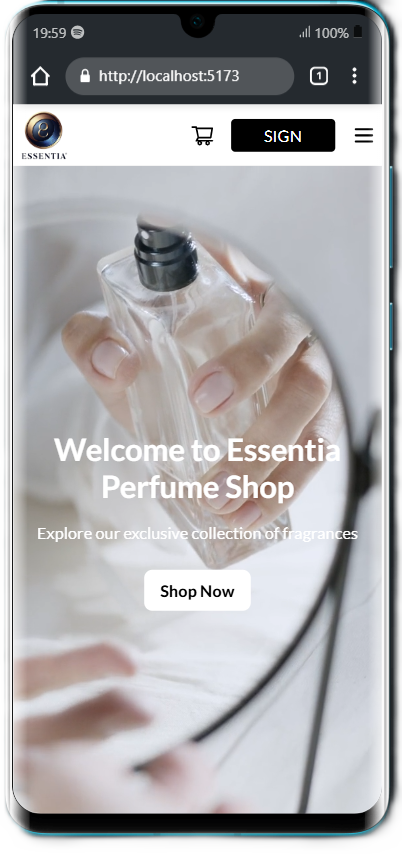 19:59
100%
http://localhost:5173
1
ESSENTIA
SIGN
Welcome to Essentia
Perfume Shop
Explore our exclusive collection of fragrances
Shop Now